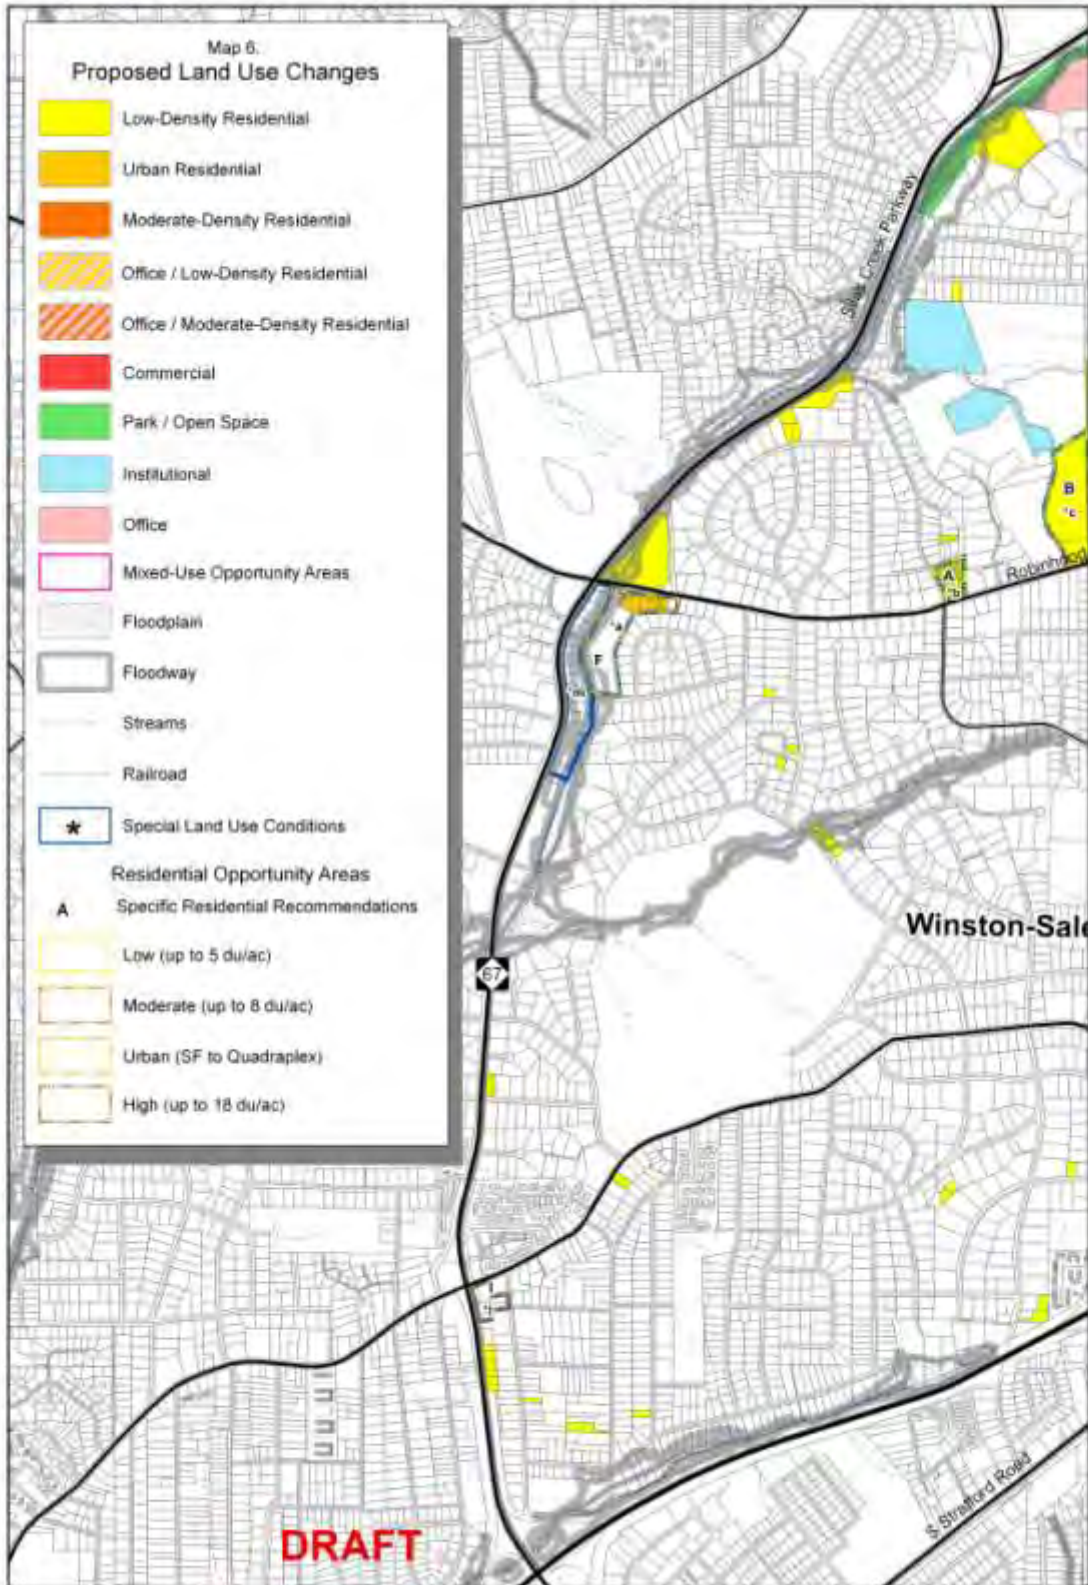 Map 6.
Proposed Land Use Changes
Low-Density Residential
Urban Residential
Moderate-Density Residential
Office / Low-Density Residential
Office / Moderate-Density Residential
Commercial
Park / Open Space
Institutional
Office
Mixed-Use Opportunity Areas
Floodplain
Floodway
Streams
Railroad
* Special Land Use Conditions
Residential Opportunity Areas
A Specific Residential Recommendations
Low (up to 5 du/ac)
Moderate (up to 8 du/ac)
Urban (SF to Quadraplex)
High (up to 18 du/ac)
Silas Creek Parkway
B
A
Robinhood
F
Winston-Sale
67
I
S Stratford Road
DRAFT